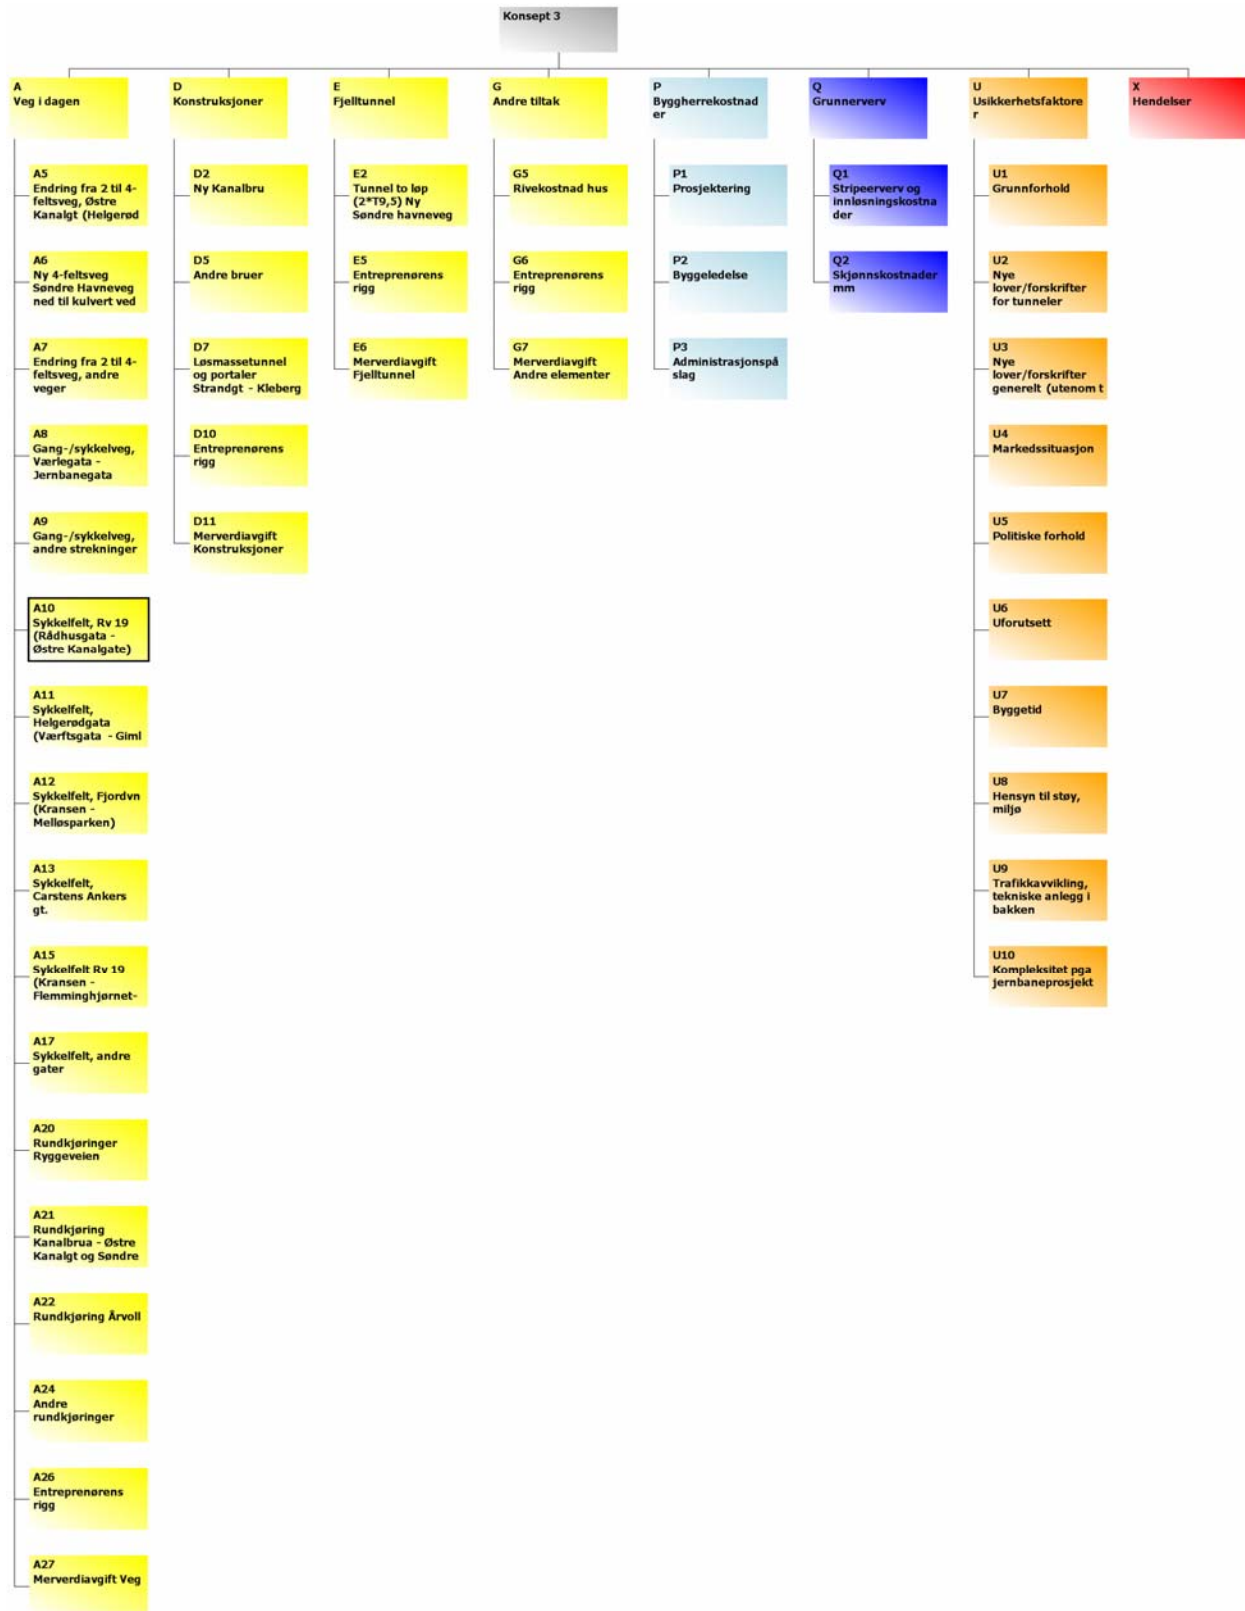 Konsept 3
A
Veg i dagen
D
Konstruksjoner
E
Fjelltunnel
G
Andre tiltak
P
Byggherrekostnad
er
Q
Grunnerverv
U
Usikkerhetsfaktore
r
X
Hendelser
A5
Endring fra 2 til 4-
feltsveg, Østre
Kanalgt (Helgerød
A6
Ny 4-feltsveg
Søndre Havneveg
ned til kulvert ved
A7
Endring fra 2 til 4-
feltsveg, andre
veger
A8
Gang-/sykkelveg,
Værlegata -
Jernbanegata
A9
Gang-/sykkelveg,
andre strekninger
A10
Sykkelfelt, Rv 19
(Rådhusgata -
Østre Kanalgate)
A11
Sykkelfelt,
Helgerødgata
(Værftsgata - Giml
A12
Sykkelfelt, Fjordvn
(Kransen -
Melløsparken)
A13
Sykkelfelt,
Carstens Ankers
gt.
A15
Sykkelfelt Rv 19
(Kransen -
Flemminghjørnet-
A17
Sykkelfelt, andre
gater
A20
Rundkjøringer
Ryggeveien
A21
Rundkjøring
Kanalbrua - Østre
Kanalgt og Søndre
A22
Rundkjøring Årvoll
A24
Andre
rundkjøringer
A26
Entreprenørens
rigg
A27
Merverdiavgift Veg
D2
Ny Kanalbru
D5
Andre bruer
D7
Løsmassetunnel
og portaler
Strandgt - Kleberg
D10
Entreprenørens
rigg
D11
Merverdiavgift
Konstruksjoner
E2
Tunnel to løp
(2*T9,5) Ny
Søndre havneveg
E5
Entreprenørens
rigg
E6
Merverdiavgift
Fjelltunnel
G5
Rivekostnad hus
G6
Entreprenørens
rigg
G7
Merverdiavgift
Andre elementer
P1
Prosjektering
P2
Byggeledelse
P3
Administrasjonspå
slag
Q1
Stripeerverv og
innløsningskostna
der
Q2
Skjønnskostnader
mm
U1
Grunnforhold
U2
Nye
lover/forskrifter
for tunneler
U3
Nye
lover/forskrifter
generelt (utenom t
U4
Markedssituasjon
U5
Politiske forhold
U6
Uforutsett
U7
Byggetid
U8
Hensyn til støy,
miljø
U9
Trafikkavvikling,
tekniske anlegg i
bakken
U10
Kompleksitet pga
jernbaneprosjekt